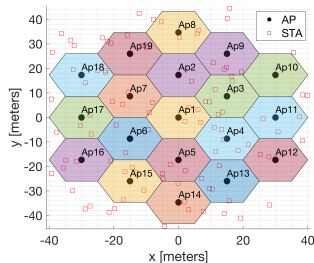 40
30
20
10
0
-10
-20
-30
-40
y [meters]
-40
-20
0
20
40
x [meters]
AP
STA
Ap8
Ap19
Ap9
Ap18
Ap2
Ap10
Ap7
Ap3
Ap17
Ap1
Ap11
Ap6
Ap4
Ap16
Ap5
Ap12
Ap15
Ap13
Ap14